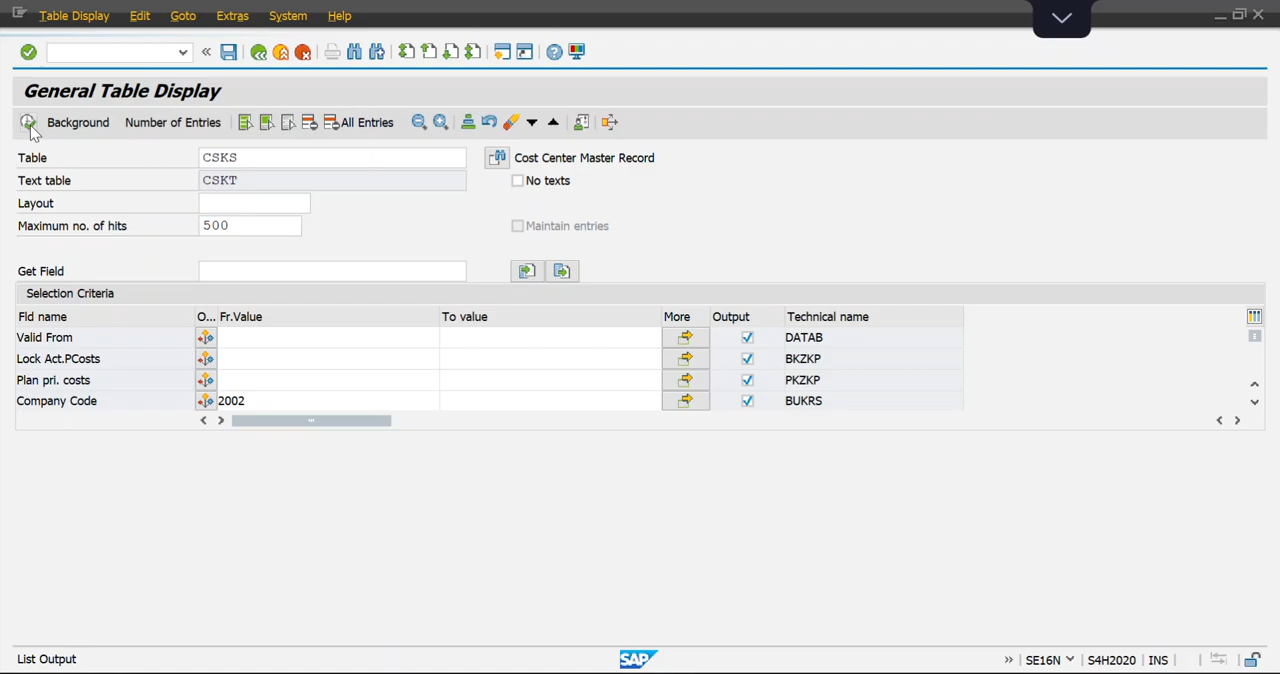 Table Display Edit Goto Extras System Help
General Table Display
Background Number of Entries All Entries
Table CSKS Cost Center Master Record
Text table CSKT No texts
Layout
Maximum no. of hits 500 Maintain entries
Get Field
Selection Criteria
Fld name O... Fr.Value To value More Output Technical name
Valid From DATAB
Lock Act.PCosts BKZKP
Plan pri. costs PKZKP
Company Code 2002 BUKRS
List Output SAP SE16N S4H2020 INS